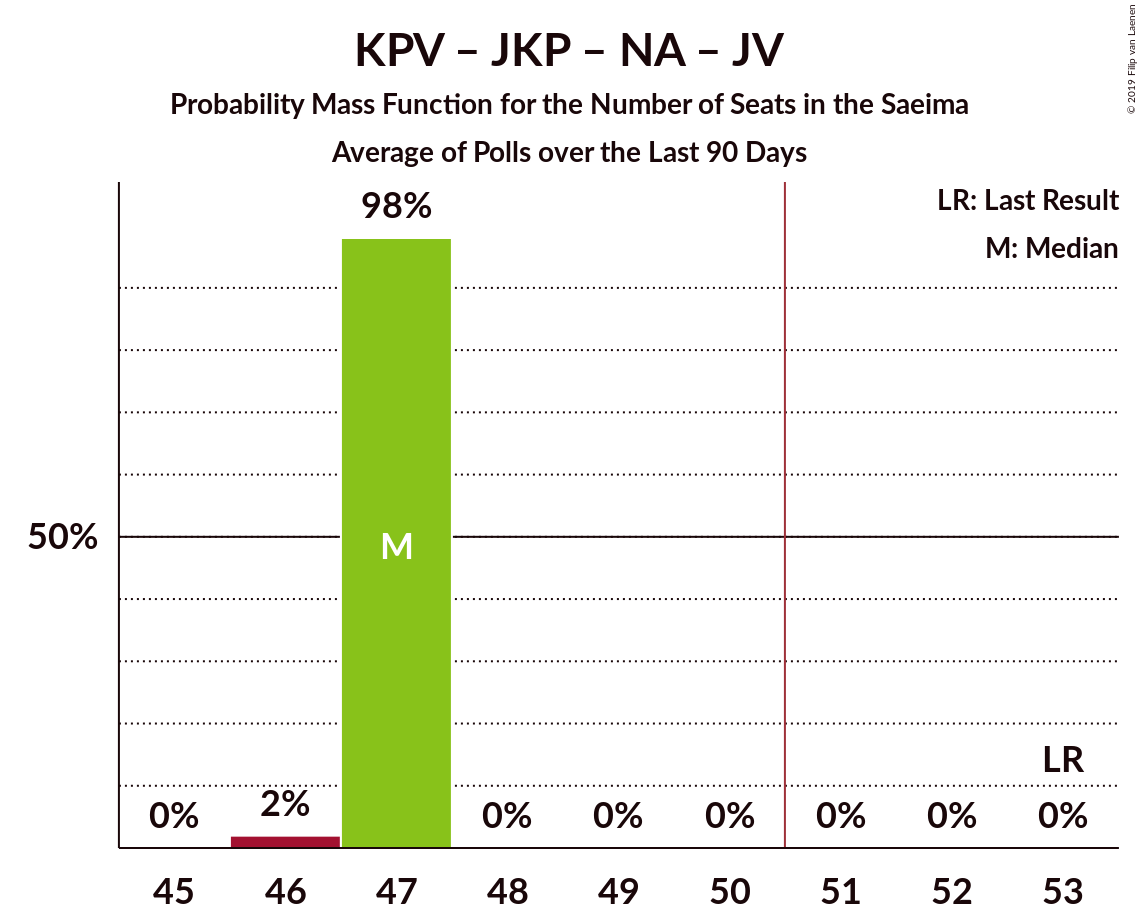 KPV – JKP – NA – JV
Probability Mass Function for the Number of Seats in the Saeima
Average of Polls over the Last 90 Days
© 2019 Filip van Laenen
LR: Last Result
M: Median
98%
50%
M
LR
0% 2% 0% 0% 0% 0% 0% 0%
45 46 47 48 49 50 51 52 53